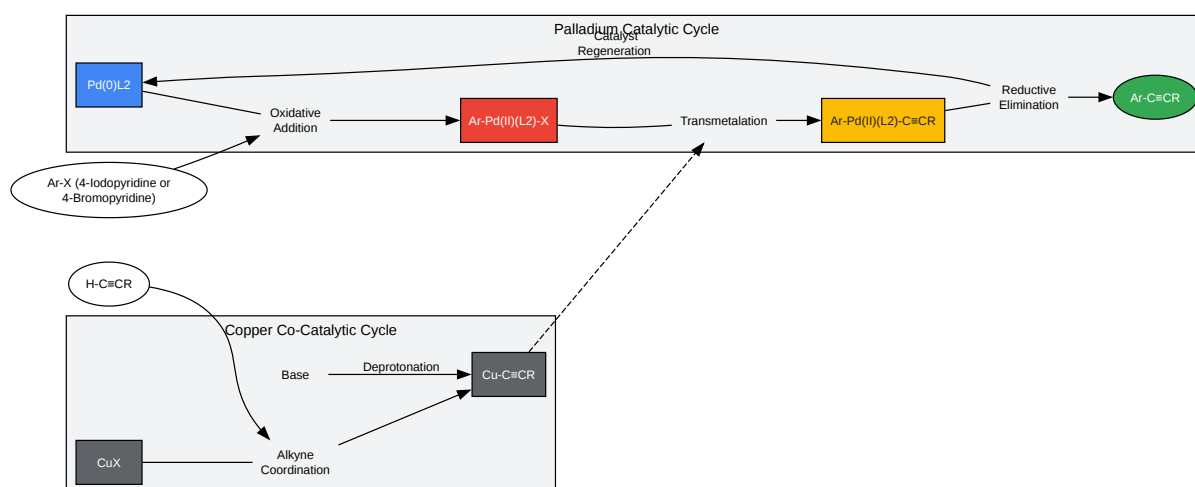 Palladium Catalytic Cycle
Catalyst
Regeneration
Pd(0)L2
Reductive
Elimination
Ar-C≡CR
Oxidative
Addition
Ar-Pd(II)(L2)-X
Transmetalation
Ar-Pd(II)(L2)-C≡CR
Ar-X (4-Iodopyridine or
4-Bromopyridine)
H-C≡CR
Copper Co-Catalytic Cycle
Base
Deprotonation
Cu-C≡CR
CuX
Alkyne
Coordination